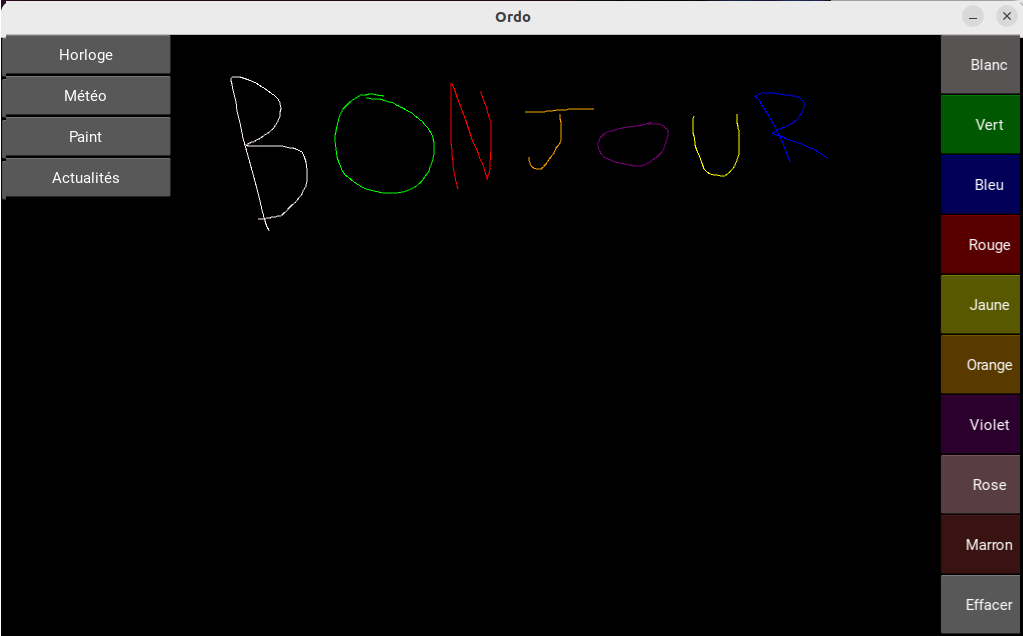 Ordo
Horloge
Météo
Paint
Actualités
BONJOUR
Blanc
Vert
Bleu
Rouge
Jaune
Orange
Violet
Rose
Marron
Effacer